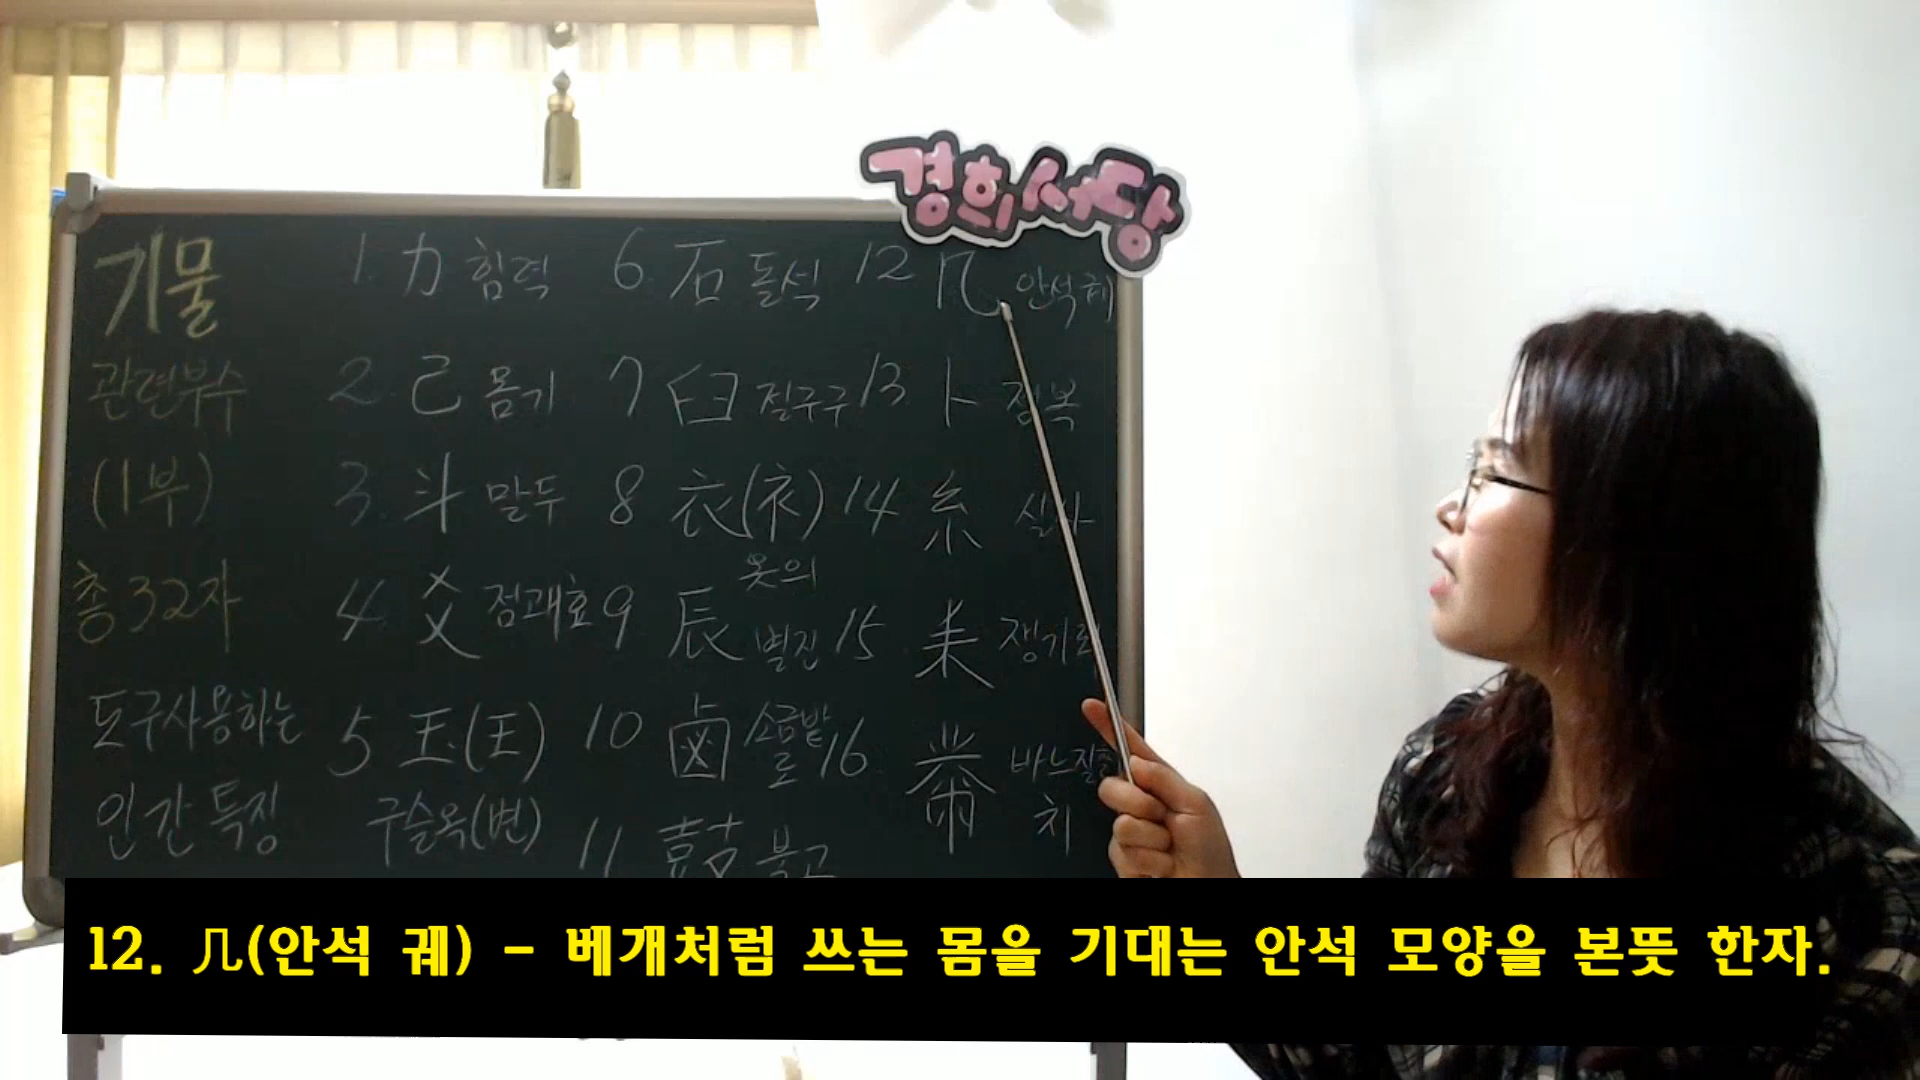 경희서당
기물
관련부수
(1부)
총 32자
도구사용하는
인간 특징
1. 力 힘력
2. 己 몸기
3. 斗 말두
4 爻 점괘효
5 玉(王)
구슬옥(변)
6 石 돌석
7 臼 절구구
8 衣(衤)
옷의
9 辰 별진
10 鹵 소금밭
로
11 鼓 북고
12 几 안석궤
13 卜 점복
14 糸 실사
15 耒 쟁기뢰
16 黹 바느질할
치
12. 几(안석 궤) - 베개처럼 쓰는 몸을 기대는 안석 모양을 본뜻 한자.